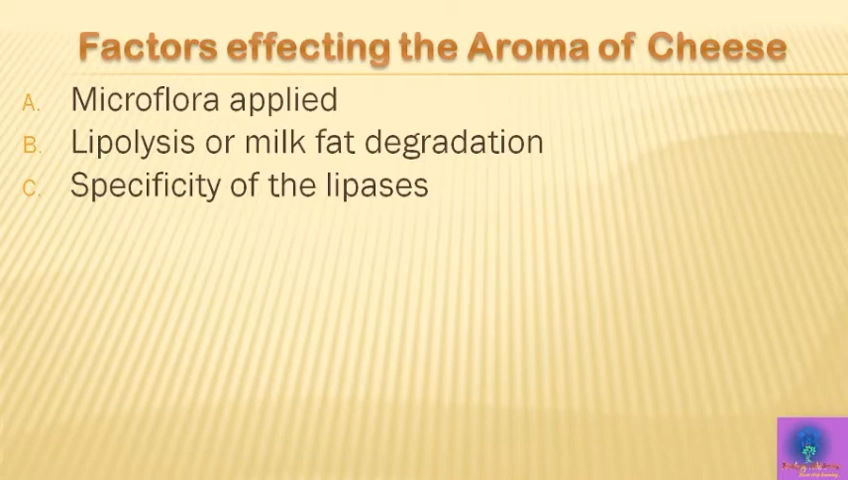 Factors effecting the Aroma of Cheese
A. Microflora applied
B. Lipolysis or milk fat degradation
C. Specificity of the lipases